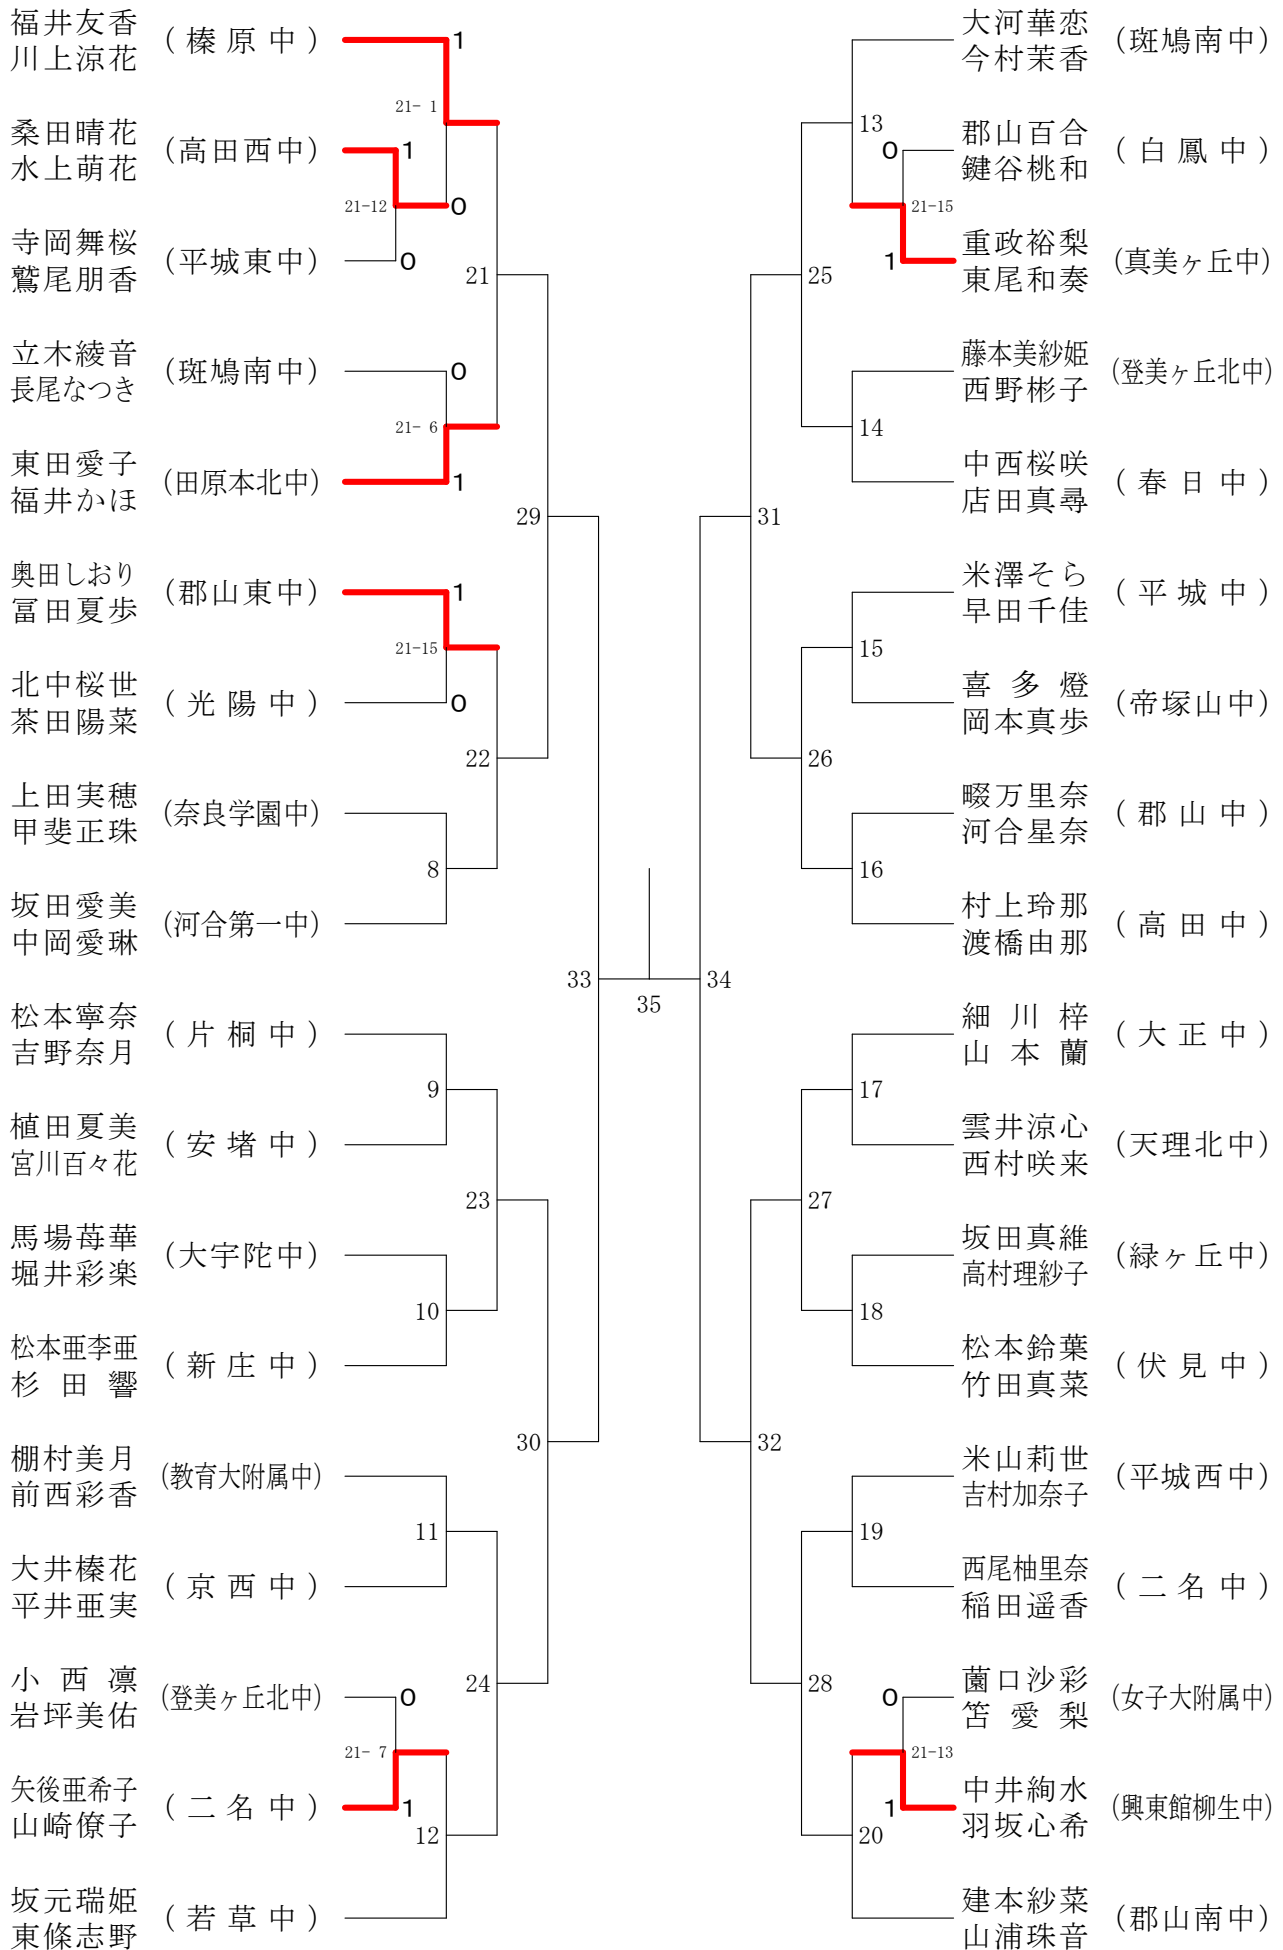 福井友香
川上涼花
(榛原中)
1
21- 1
桑田晴花
水上萌花
(高田西中)
1
21-12
0
寺岡舞桜
鷲尾朋香
(平城東中)
0
21
立木綾音
長尾なつき
(斑鳩南中)
0
21- 6
東田愛子
福井かほ
(田原本北中)
1
29
奥田しおり
冨田夏歩
(郡山東中)
1
21-15
北中桜世
茶田陽菜
(光陽中)
0
22
上田実穂
甲斐正珠
(奈良学園中)
8
坂田愛美
中岡愛琳
(河合第一中)
33
松本寧奈
吉野奈月
(片桐中)
9
植田夏美
宮川百々花
(安堵中)
23
馬場苺華
堀井彩楽
(大宇陀中)
10
松本亜李亜
杉田響
(新庄中)
30
棚村美月
前西彩香
(教育大附属中)
11
大井榛花
平井亜実
(京西中)
24
小西凛
岩坪美佑
(登美ヶ丘北中)
0
21- 7
矢後亜希子
山崎僚子
(二名中)
1
12
坂元瑞姫
東條志野
(若草中)
35
大河華恋
今村茉香
(斑鳩南中)
13
郡山百合
鍵谷桃和
(白鳳中)
0
21-15
重政裕梨
東尾和奏
(真美ヶ丘中)
1
25
藤本美紗姫
西野彬子
(登美ヶ丘北中)
14
中西桜咲
店田真尋
(春日中)
31
米澤そら
早田千佳
(平城中)
15
喜多燈
岡本真歩
(帝塚山中)
26
畷万里奈
河合星奈
(郡山中)
16
村上玲那
渡橋由那
(高田中)
34
細川梓
山本蘭
(大正中)
17
雲井涼心
西村咲来
(天理北中)
27
坂田真維
高村理紗子
(緑ヶ丘中)
18
松本鈴葉
竹田真菜
(伏見中)
32
米山莉世
吉村加奈子
(平城西中)
19
西尾柚里奈
稲田遥香
(二名中)
28
薗口沙彩
笘愛梨
(女子大附属中)
0
21-13
中井絢水
羽坂心希
(興東館柳生中)
1
20
建本紗菜
山浦珠音
(郡山南中)